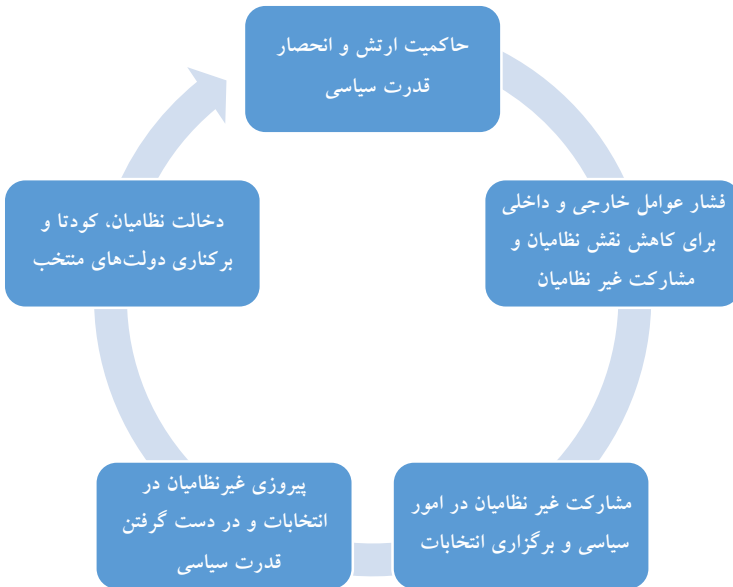 حاکمیت ارتش و انحصار
قدرت سیاسی
فشار عوامل خارجی و داخلی
برای کاهش نقش نظامیان و
مشارکت غیر نظامیان
مشارکت غیر نظامیان در امور
سیاسی و برگزاری انتخابات
پیروزی غیرنظامیان در
انتخابات و در دست گرفتن
قدرت سیاسی
دخالت نظامیان، کودتا و
برکناری دولت‌های منتخب